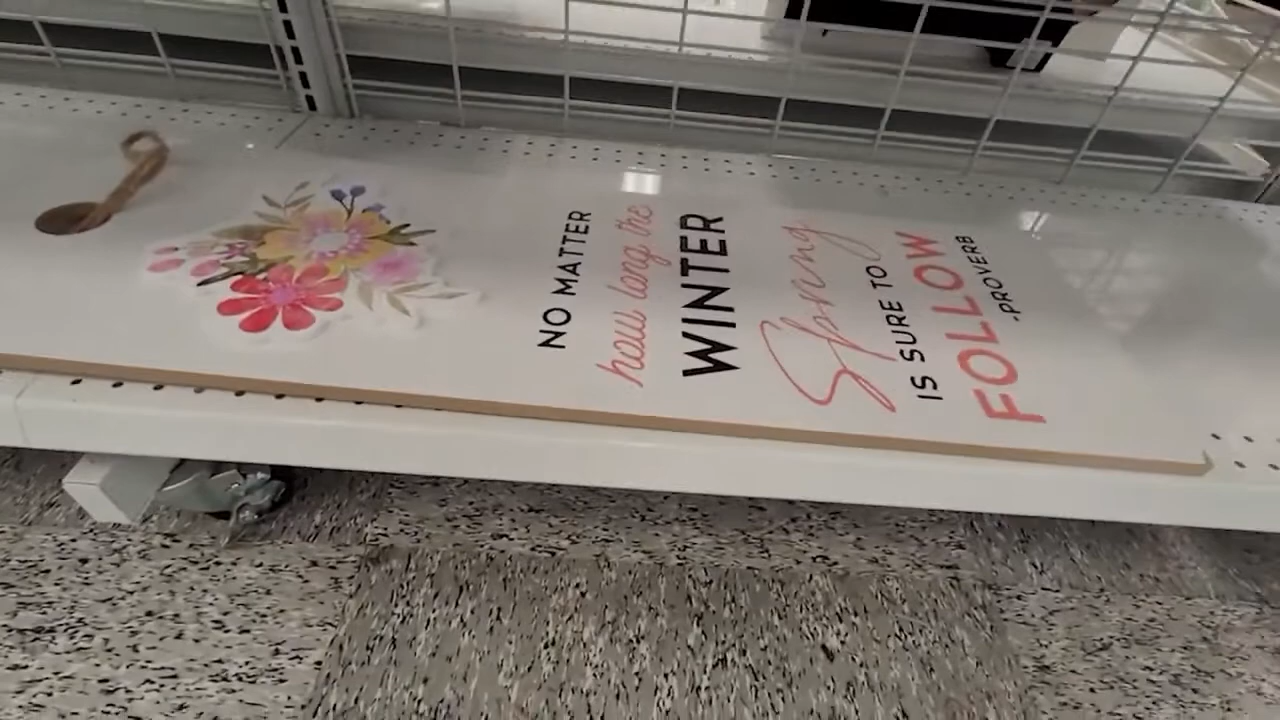 NO MATTER
how long the
WINTER
Spring
IS SURE TO
FOLLOW
-PROVERB